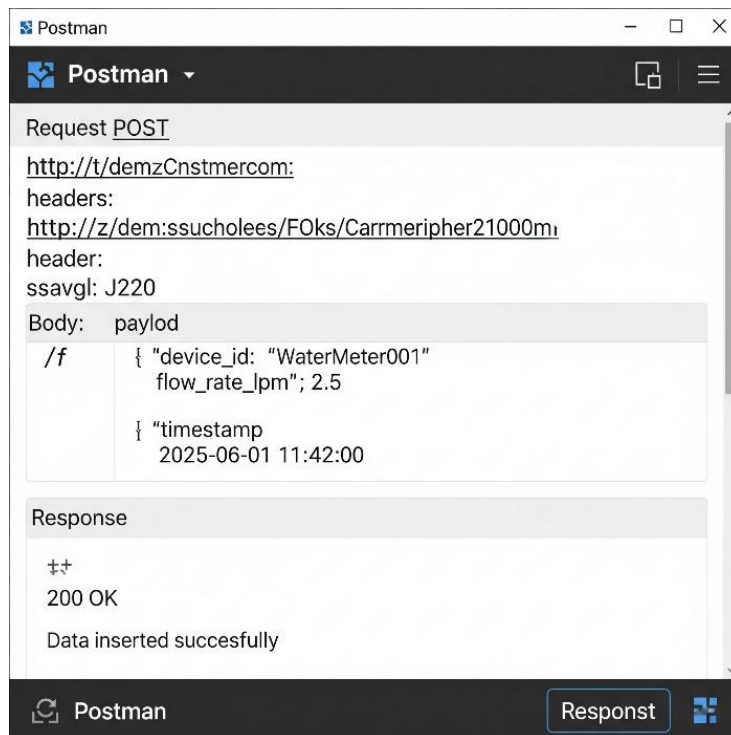 Postman
Postman
Request POST
http://t/demzCnstmercom:
headers:
http://z/dem:ssucholees/FOks/Carrmeripher21000mı
header:
ssavgl: J220
Body: paylod
/f { "device_id: “WaterMeter001"
flow_rate_lpm"; 2.5
{ “timestamp
2025-06-01 11:42:00
Response
200 OK
Data inserted succesfully
Postman Responst